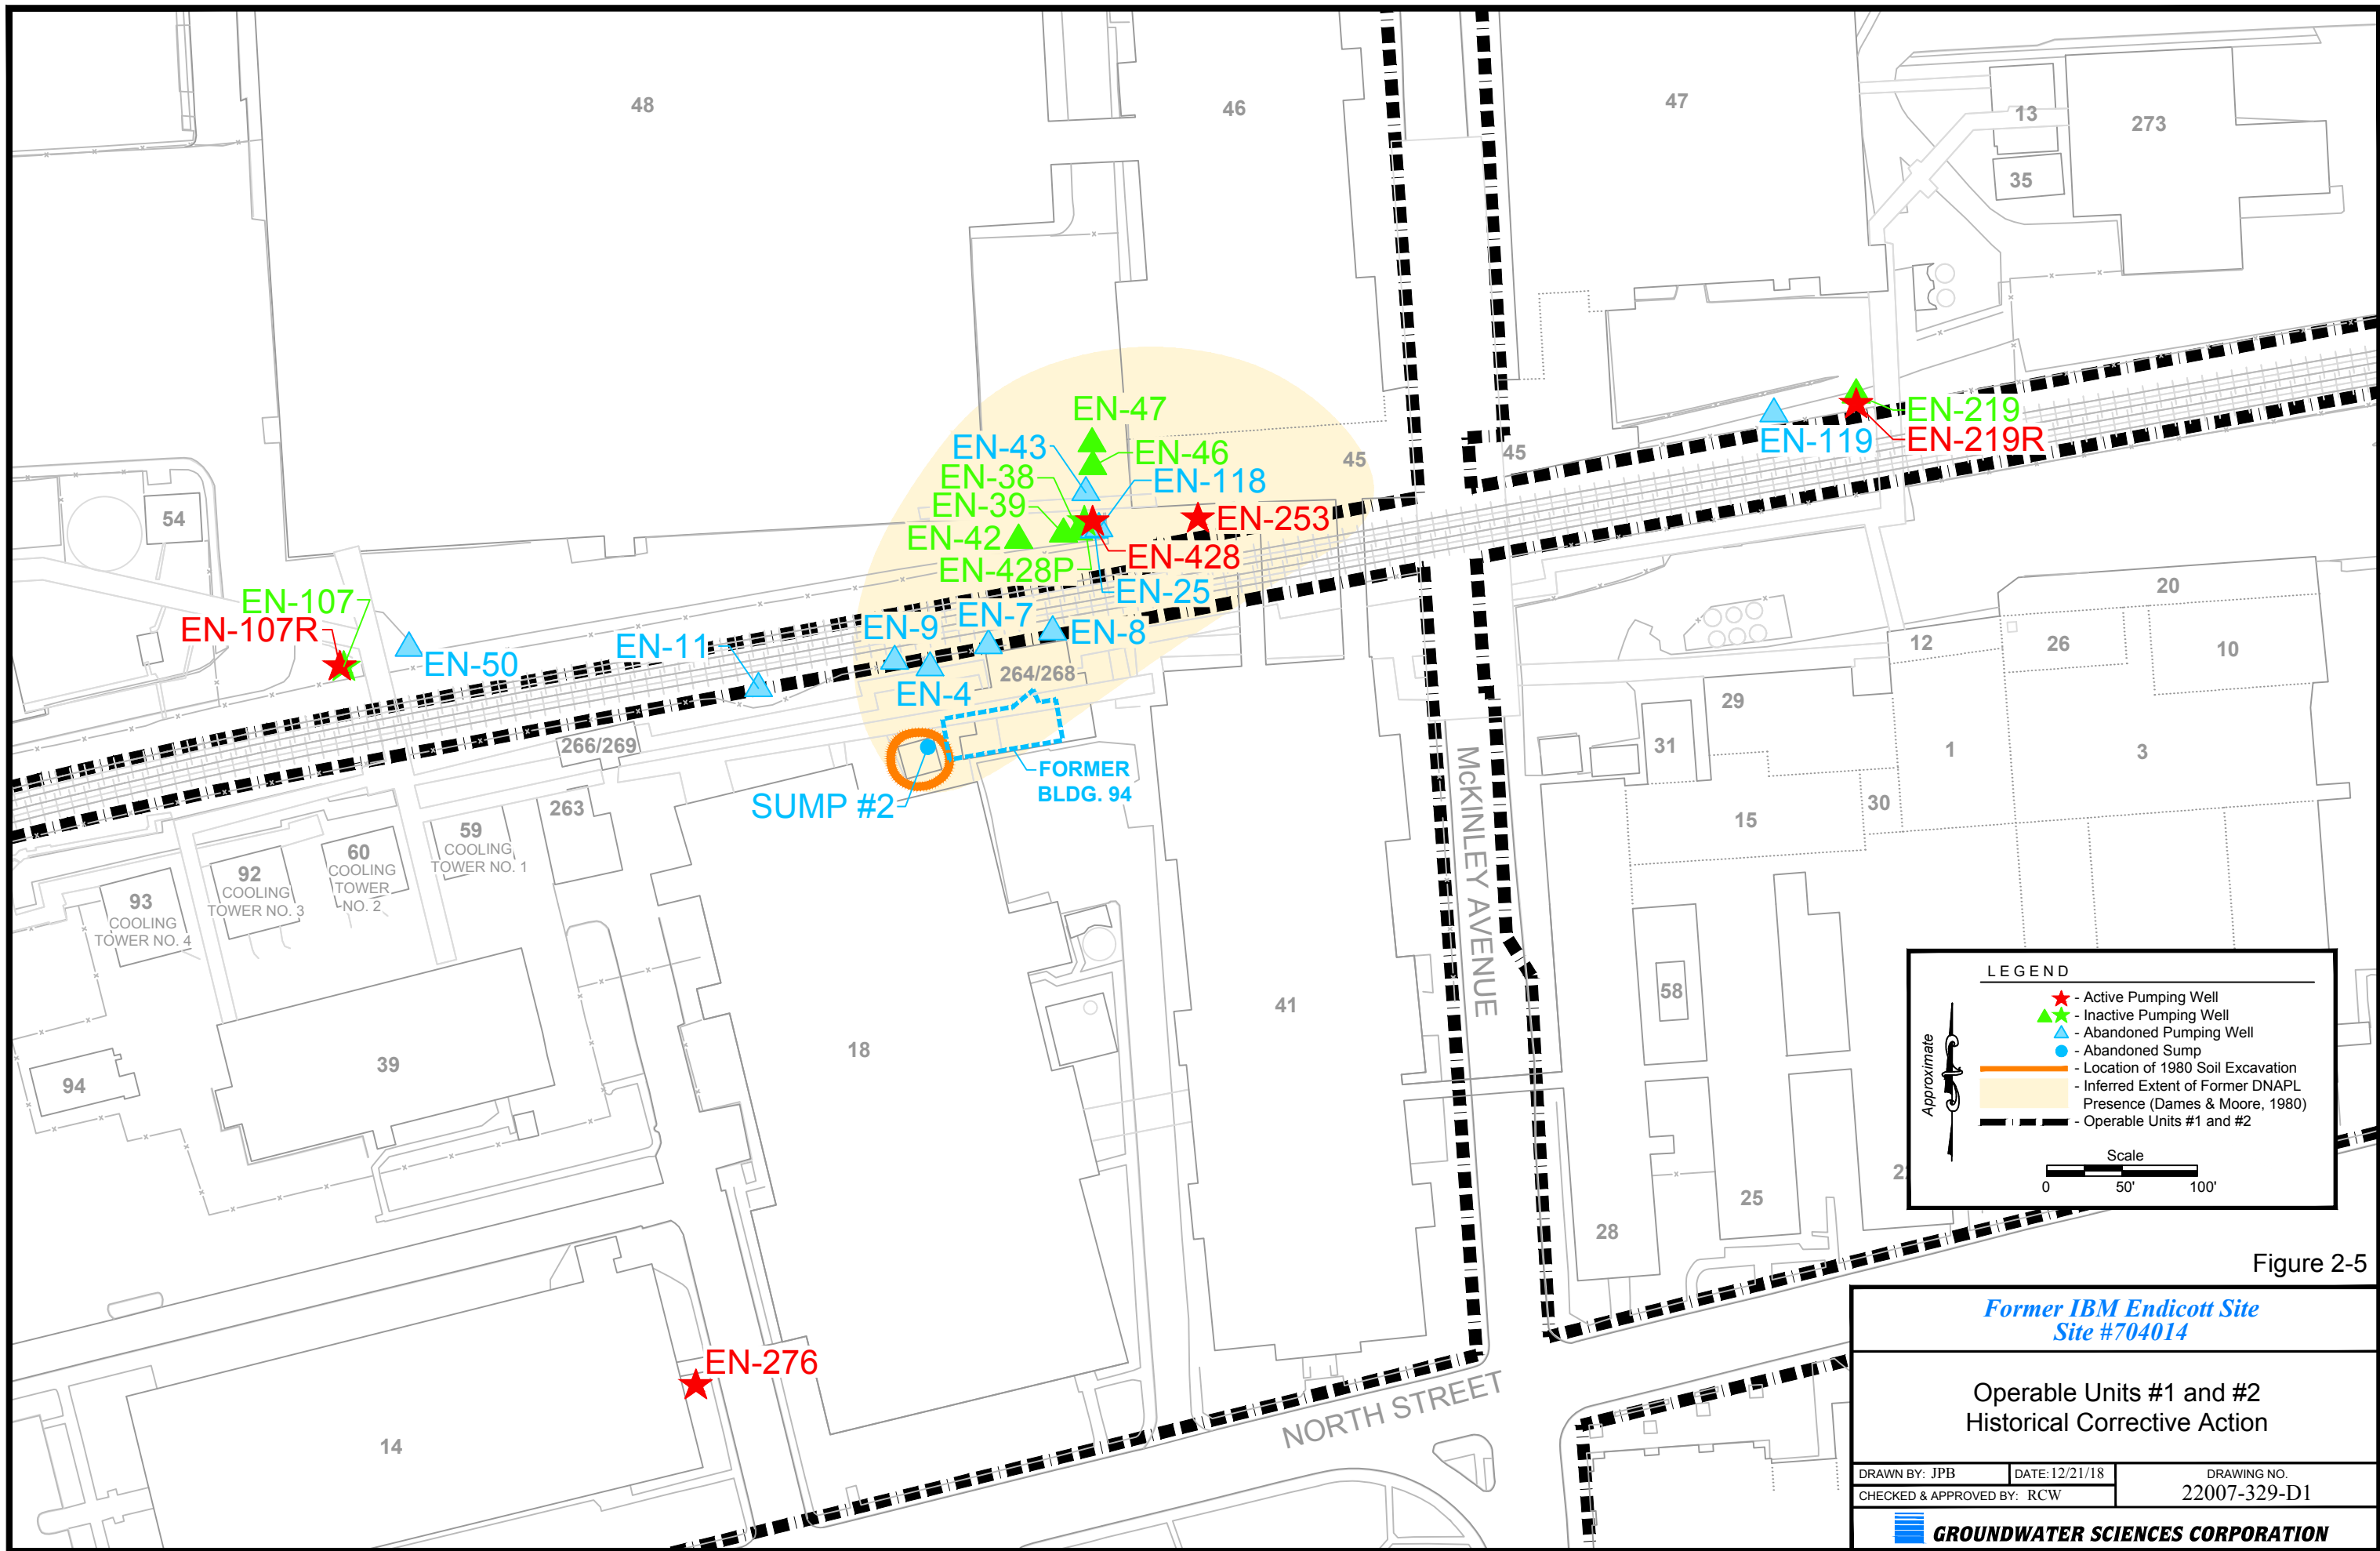 48
46
47
13
273
35
54
EN-47
EN-43
EN-46
EN-38
EN-118
EN-39
EN-42
EN-253
EN-428
EN-428P
EN-25
45
45
EN-219
EN-119
EN-219R
EN-107
EN-107R
EN-50
EN-11
EN-9
EN-7
EN-8
EN-4
264/268
266/269
SUMP #2
FORMER
BLDG. 94
263
59
COOLING
TOWER NO. 1
60
COOLING
TOWER
NO. 2
92
COOLING
TOWER NO. 3
93
COOLING
TOWER NO. 4
94
39
18
41
14
EN-276
McKINLEY AVENUE
NORTH STREET
20
12
26
10
29
31
1
3
30
15
58
25
28
LEGEND
- Active Pumping Well
- Inactive Pumping Well
- Abandoned Pumping Well
- Abandoned Sump
- Location of 1980 Soil Excavation
- Inferred Extent of Former DNAPL
Presence (Dames & Moore, 1980)
- Operable Units #1 and #2
Approximate
Scale
0 50' 100'
Figure 2-5
Former IBM Endicott Site
Site #704014
Operable Units #1 and #2
Historical Corrective Action
DRAWN BY: JPB
DATE: 12/21/18
DRAWING NO.
22007-329-D1
CHECKED & APPROVED BY: RCW
GROUNDWATER SCIENCES CORPORATION